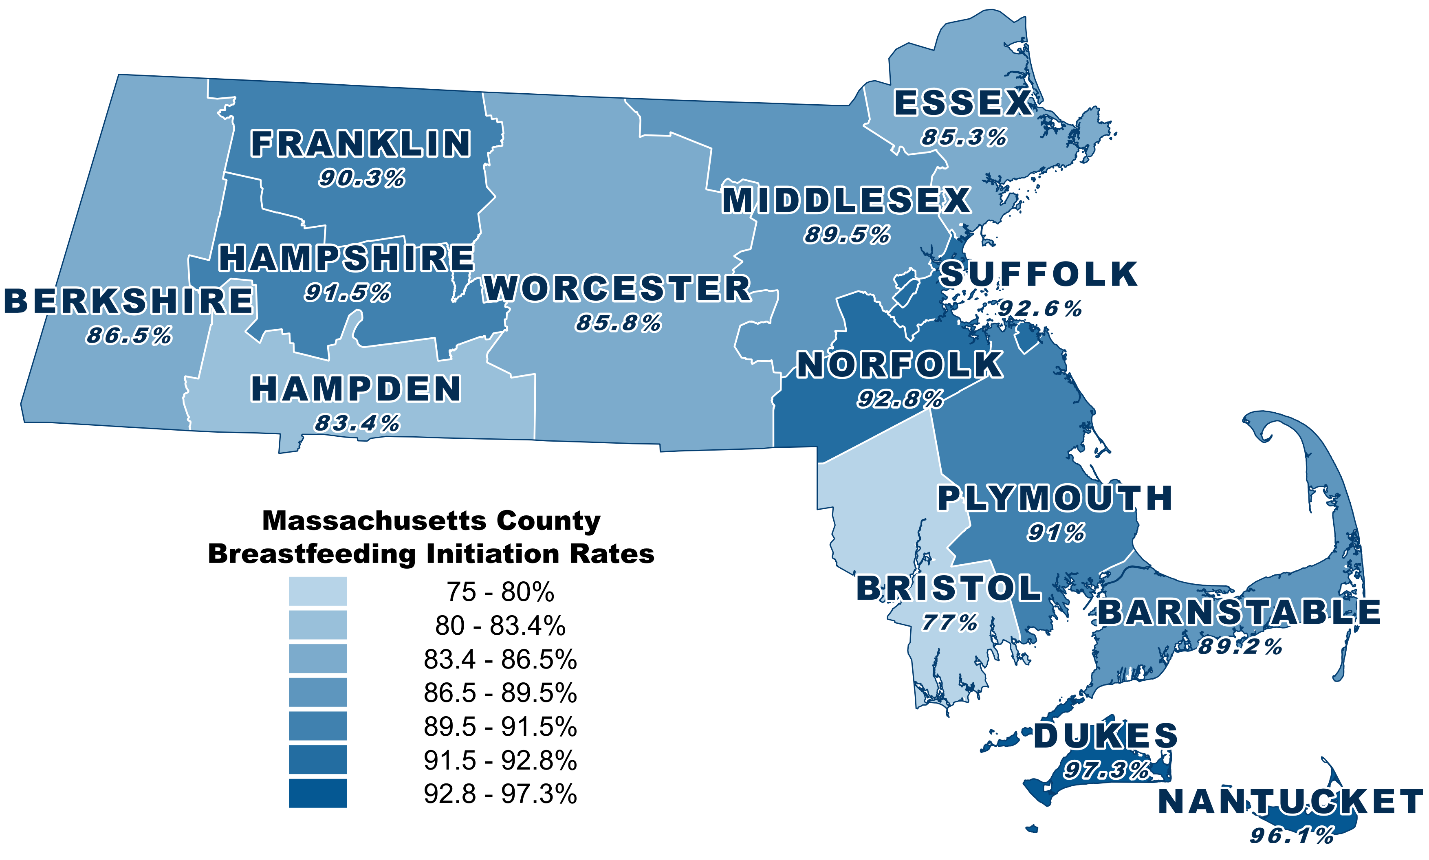 ESSEX
85.3%
FRANKLIN
90.3%
MIDDLESEX
89.5%
HAMPSHIRE
91.5%
SUFFOLK
92.6%
WORCESTER
85.8%
BERKSHIRE
86.5%
NORFOLK
92.8%
HAMPDEN
83.4%
PLYMOUTH
91%
BRISTOL
77%
BARNSTABLE
89.2%
DUKES
97.3%
NANTUCKET
96.1%
Massachusetts County
Breastfeeding Initiation Rates
75 - 80%
80 - 83.4%
83.4 - 86.5%
86.5 - 89.5%
89.5 - 91.5%
91.5 - 92.8%
92.8 - 97.3%